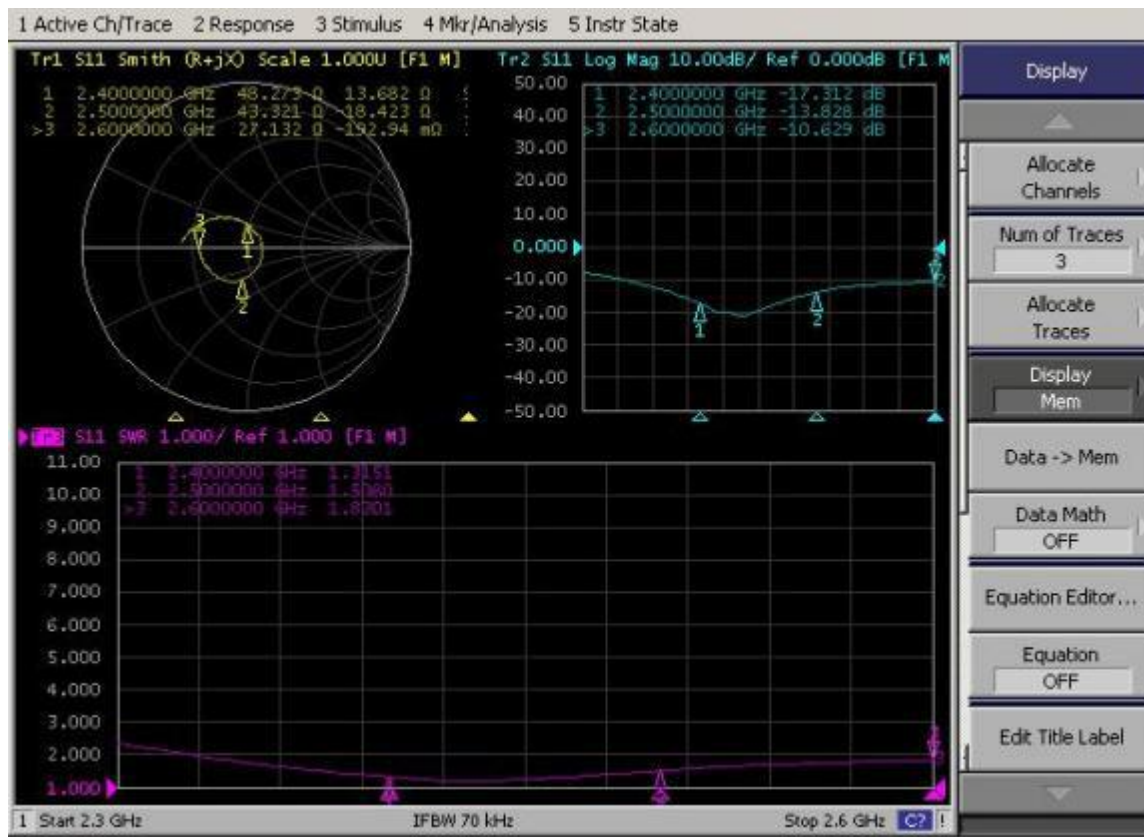 1 Active Ch/Trace 2 Response 3 Stimulus 4 Mkr/Analysis 5 Instr State
Tr1 S11 Smith (R+jX) Scale 1.000U [F1 M]
1 2.4000000 GHz 48.273 Ω 13.682 Ω
2 2.5000000 GHz 43.321 Ω -18.423 Ω
>3 2.6000000 GHz 27.132 Ω -192.94 mΩ
3
1
2
Tr2 S11 Log Mag 10.00dB/ Ref 0.000dB [F1 M
50.00
40.00
30.00
20.00
10.00
0.000
-10.00
-20.00
-30.00
-40.00
-50.00
1 2.4000000 GHz -17.312 dB
2 2.5000000 GHz -13.828 dB
>3 2.6000000 GHz -10.629 dB
1
2
Tr3 S11 SWR 1.000/ Ref 1.000 [F1 M]
11.00
10.00
9.000
8.000
7.000
6.000
5.000
4.000
3.000
2.000
1.000
1 2.4000000 GHz 1.3151
2 2.5000000 GHz
>3 2.6000000 GHz
1 Start 2.3 GHz IFBW 70 kHz Stop 2.6 GHz C? !
Display
Allocate
Channels
Num of Traces
3
Allocate
Traces
Display
Mem
Data -> Mem
Data Math
OFF
Equation Editor...
Equation
OFF
Edit Title Label